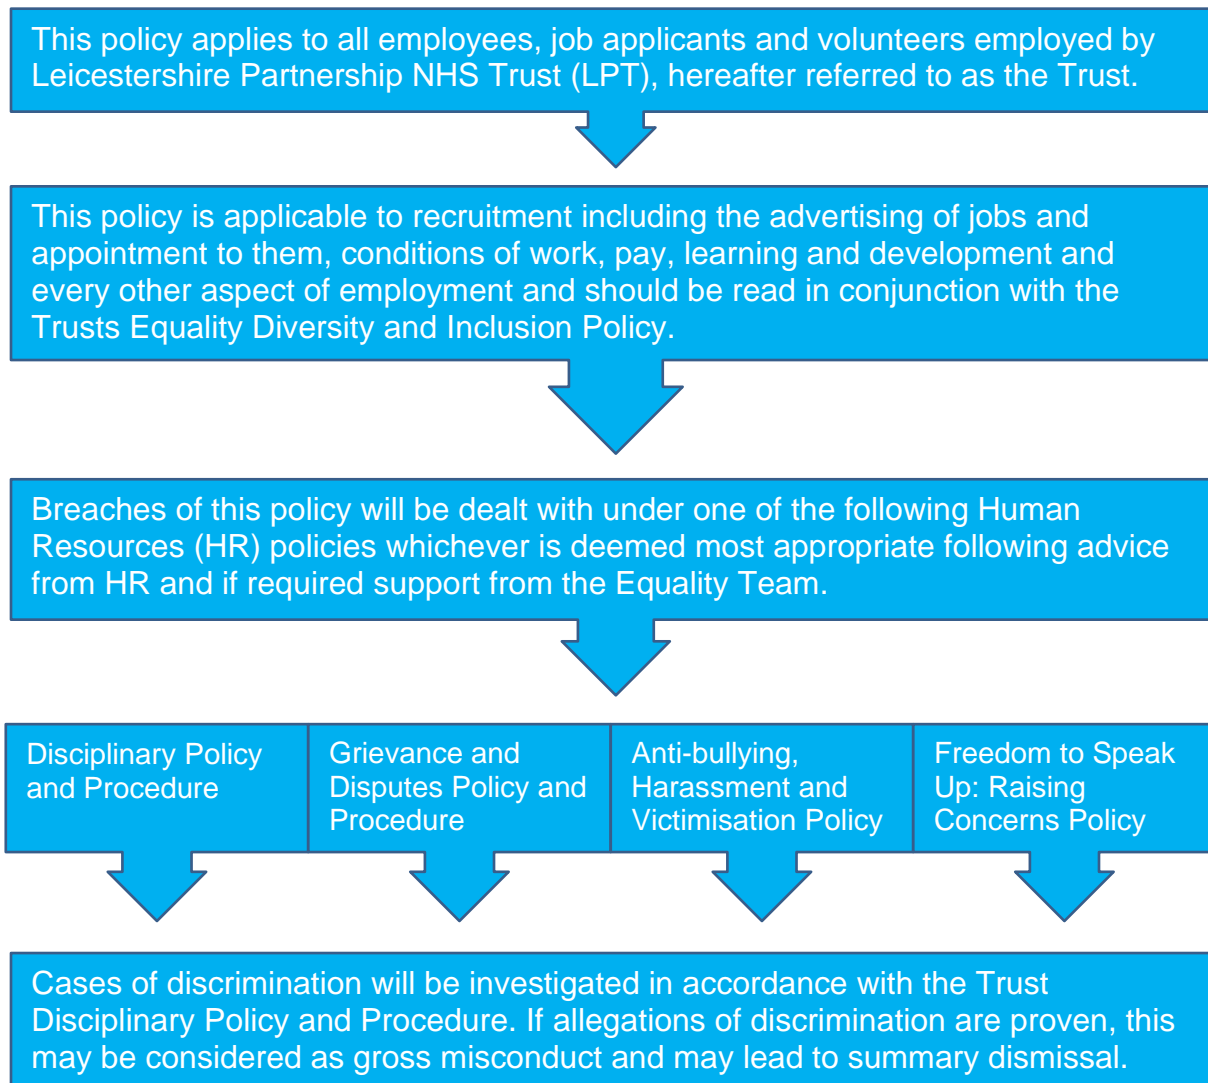 This policy applies to all employees, job applicants and volunteers employed by
Leicestershire Partnership NHS Trust (LPT), hereafter referred to as the Trust.
This policy is applicable to recruitment including the advertising of jobs and
appointment to them, conditions of work, pay, learning and development and
every other aspect of employment and should be read in conjunction with the
Trusts Equality Diversity and Inclusion Policy.
Breaches of this policy will be dealt with under one of the following Human
Resources (HR) policies whichever is deemed most appropriate following advice
from HR and if required support from the Equality Team.
Disciplinary Policy
and Procedure
Grievance and
Disputes Policy and
Procedure
Anti-bullying,
Harassment and
Victimisation Policy
Freedom to Speak
Up: Raising
Concerns Policy
Cases of discrimination will be investigated in accordance with the Trust
Disciplinary Policy and Procedure. If allegations of discrimination are proven, this
may be considered as gross misconduct and may lead to summary dismissal.